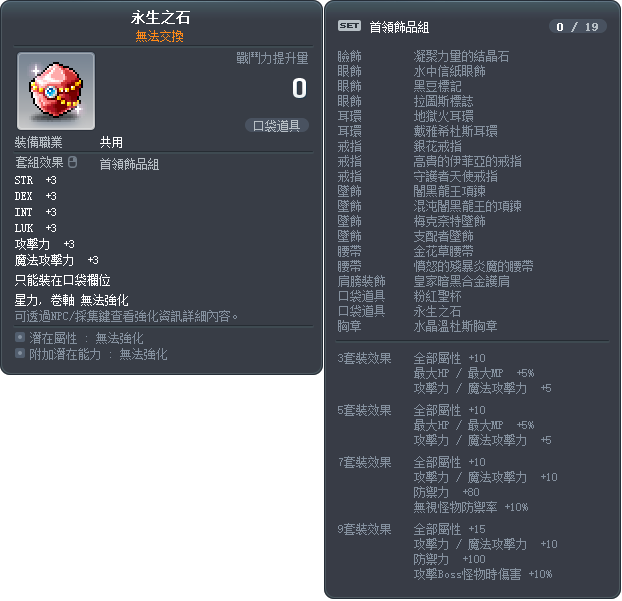 永生之石
無法交換
戰鬥力提升量
0
口袋道具
裝備職業 共用
套組效果 首領飾品組
STR +3
DEX +3
INT +3
LUK +3
攻擊力 +3
魔法攻擊力 +3
只能裝在口袋欄位
星力, 卷軸 無法強化
可透過NPC/採集鍵查看強化資訊詳細內容。
潛在屬性 : 無法強化
附加潛在能力 : 無法強化
SET 首領飾品組 0 / 19
臉飾 凝聚力量的結晶石
眼飾 水中信紙眼飾
眼飾 黑豆標記
眼飾 拉圖斯標誌
耳環 地獄火耳環
耳環 戴雅希杜斯耳環
戒指 銀花戒指
戒指 高貴的伊菲亞的戒指
戒指 守護者天使戒指
墜飾 闇黑龍王項鍊
墜飾 混沌闇黑龍王的項鍊
墜飾 梅克奈特墜飾
墜飾 支配者墜飾
腰帶 金花草腰帶
腰帶 憤怒的殘暴炎魔的腰帶
肩膀裝飾 皇家暗黑合金護肩
口袋道具 粉紅聖杯
口袋道具 永生之石
胸章 水晶溫杜斯胸章
3套裝效果 全部屬性 +10
最大HP / 最大MP +5%
攻擊力 / 魔法攻擊力 +5
5套裝效果 全部屬性 +10
最大HP / 最大MP +5%
攻擊力 / 魔法攻擊力 +5
7套裝效果 全部屬性 +10
攻擊力 / 魔法攻擊力 +10
防禦力 +80
無視怪物防禦率 +10%
9套裝效果 全部屬性 +15
攻擊力 / 魔法攻擊力 +10
防禦力 +100
攻擊Boss怪物時傷害 +10%